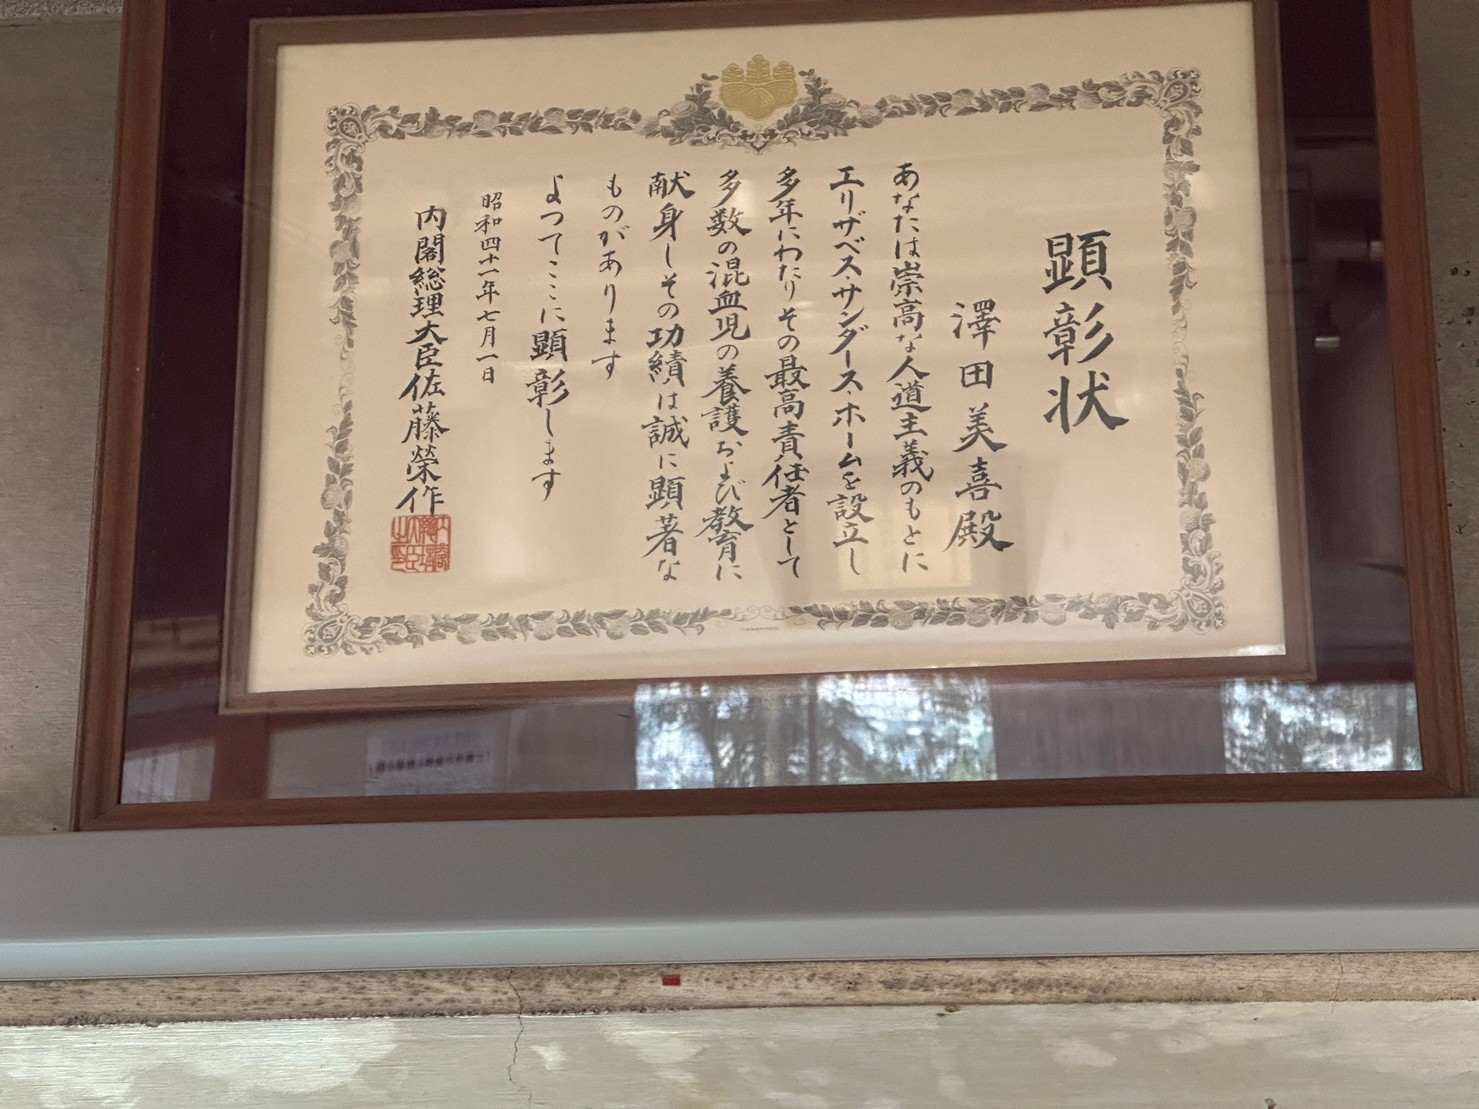 顕彰状
澤田美喜殿
あなたは崇高な人道主義のもとに
エリザベス・サンダース・ホームを設立し
多年にわたりその最高責任者として
多数の混血児の養護および教育に
献身しその功績は誠に顕著な
ものがあります
よつてここに顕彰します
昭和四十一年七月一日
内閣総理大臣佐藤榮作